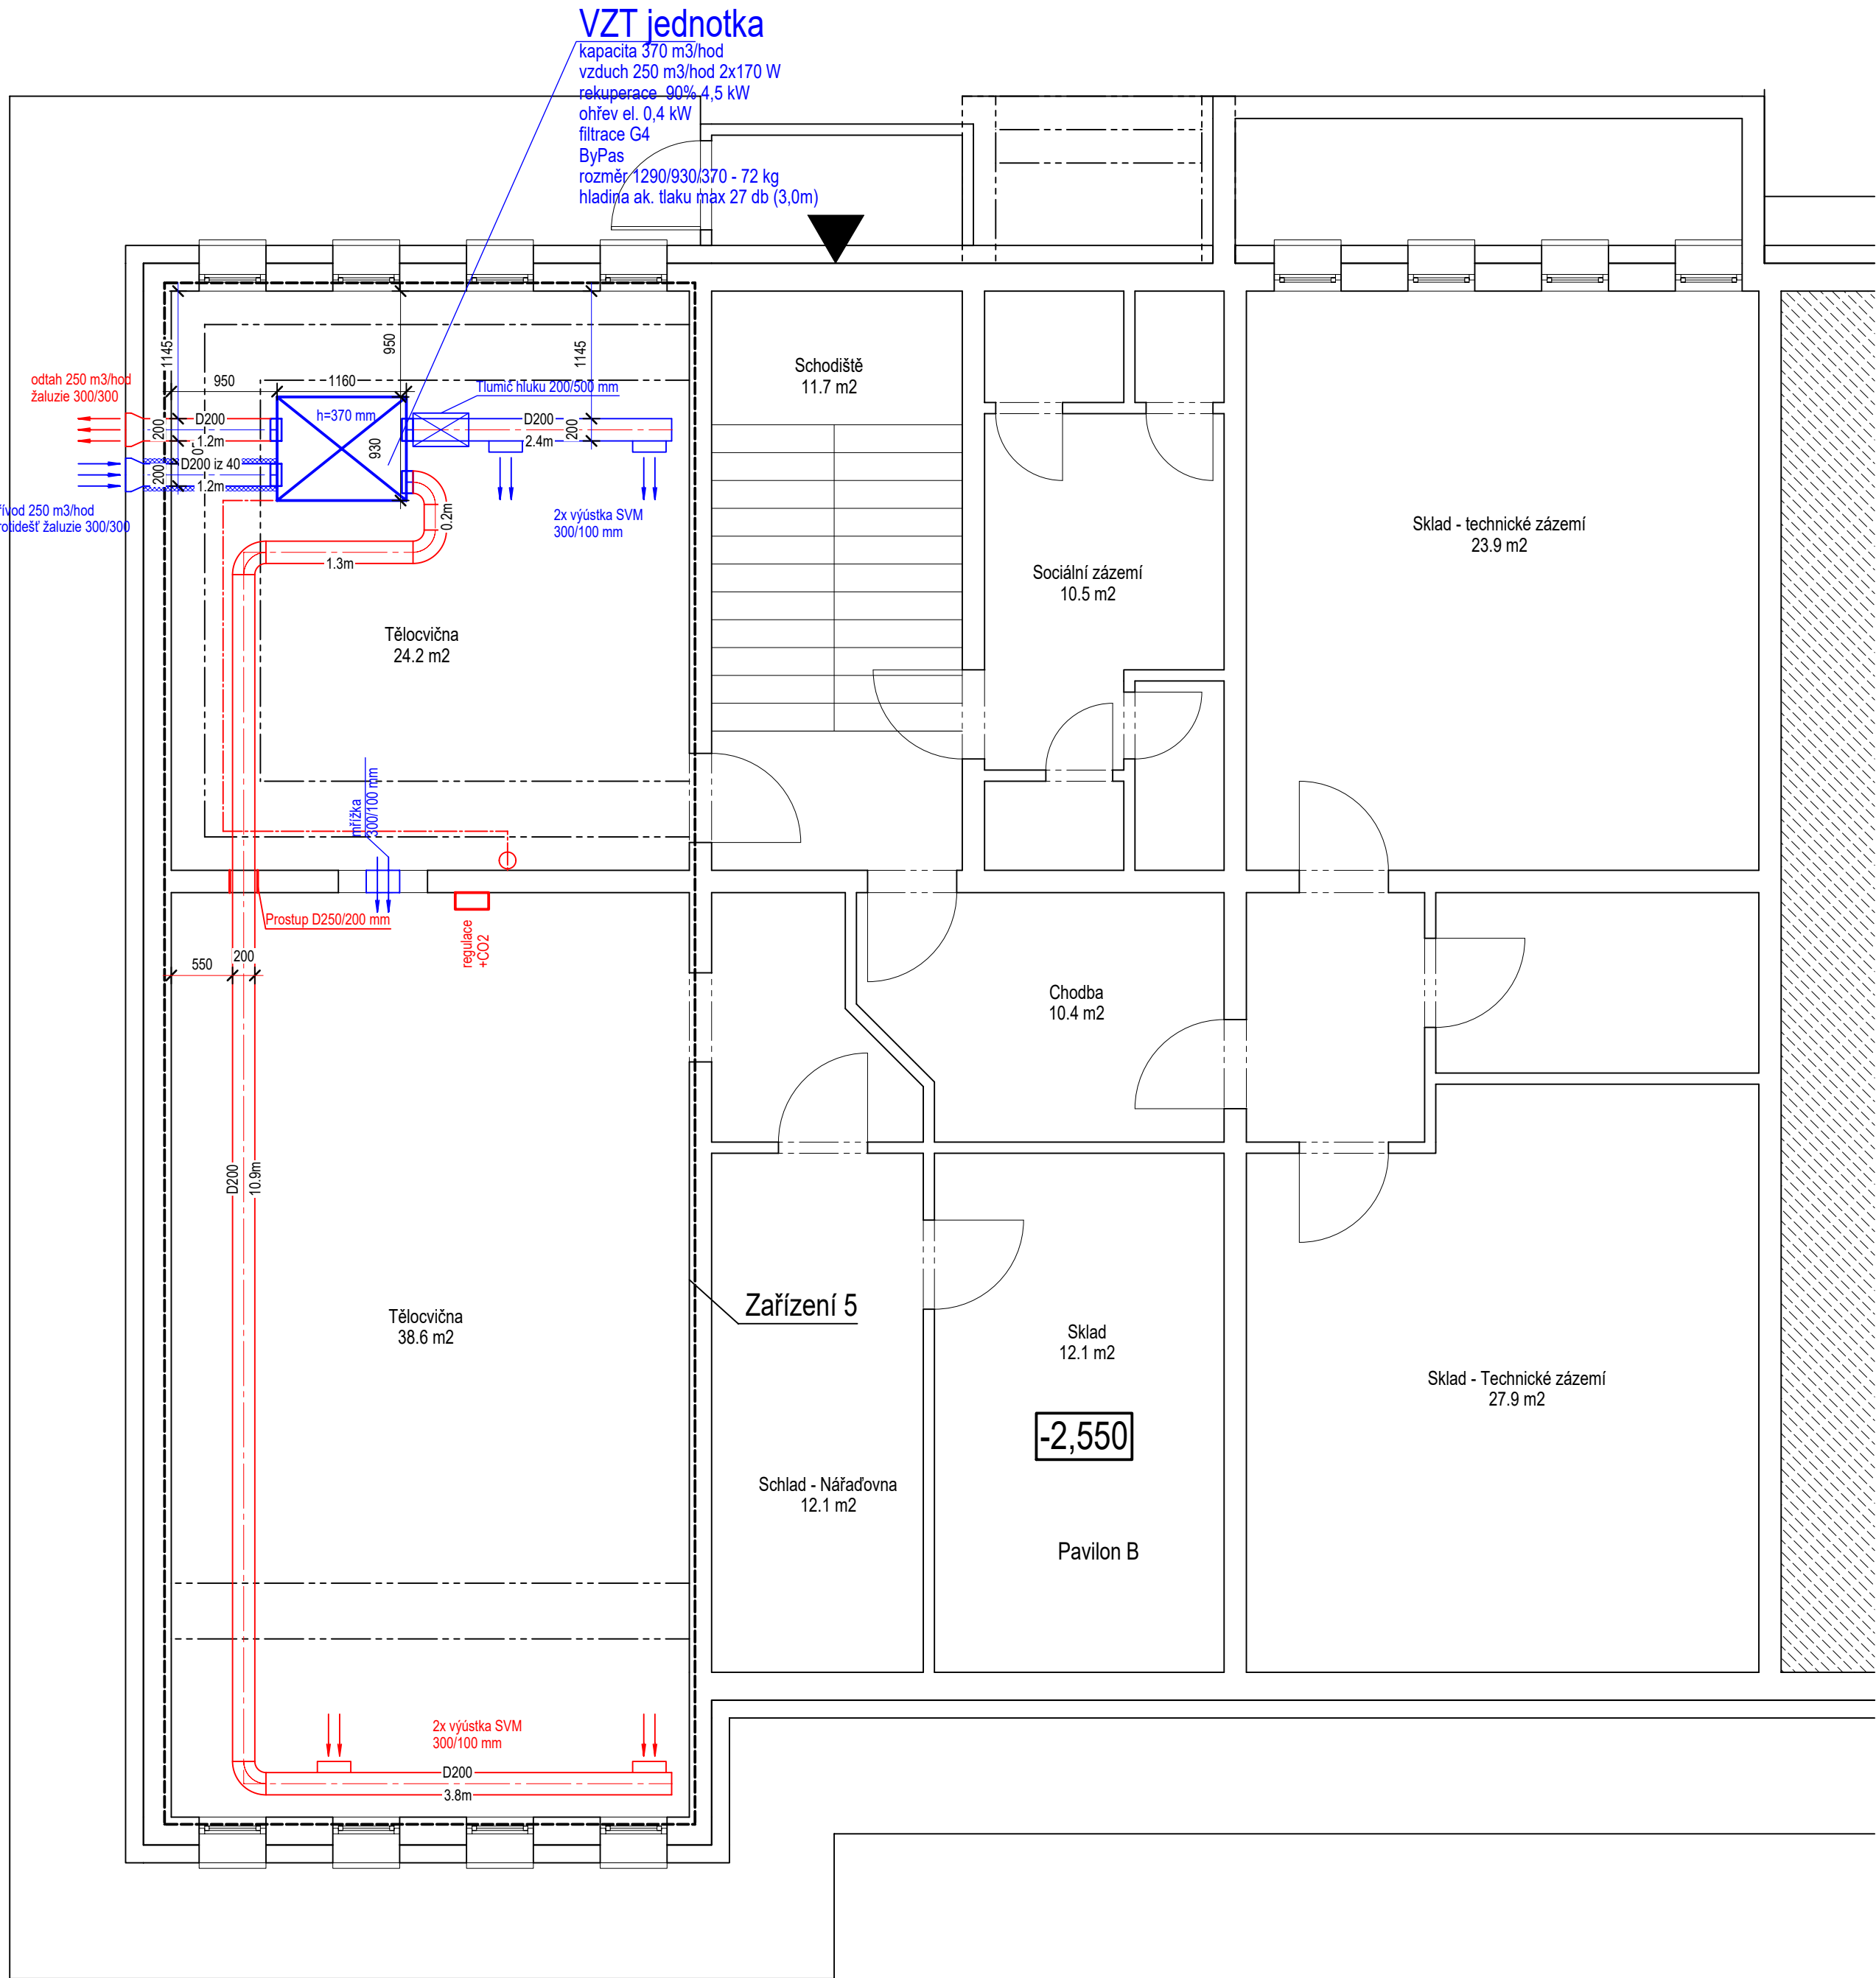 VZT jednotka
kapacita 370 m3/hod
vzduch 250 m3/hod 2x170 W
rekuperace 90% 4,5 kW
ohřev el. 0,4 kW
filtrace G4
ByPas
rozměr 1290/930/370 - 72 kg
hladina ak. tlaku max 27 db (3,0m)
1145
950
1145
950
1160
odtah 250 m3/hod
žaluzie 300/300
Tlumič hluku 200/500 mm
h=370 mm
930
200
D200
1.2m
D200
2.4m
200
200
D200 iz 40
1.2m
0.2m
řívod 250 m3/hod
rotidešť žaluzie 300/300
2x výústka SVM
300/100 mm
1.3m
Schodiště
11.7 m2
Sklad - technické zázemí
23.9 m2
Sociální zázemí
10.5 m2
Tělocvična
24.2 m2
mřížka
300/100 mm
Prostup D250/200 mm
regulace
+CO2
550
200
Chodba
10.4 m2
D200
10.9m
Zařízení 5
Tělocvična
38.6 m2
Sklad
12.1 m2
Sklad - Technické zázemí
27.9 m2
-2,550
Schlad - Nářaďovna
12.1 m2
Pavilon B
2x výústka SVM
300/100 mm
D200
3.8m